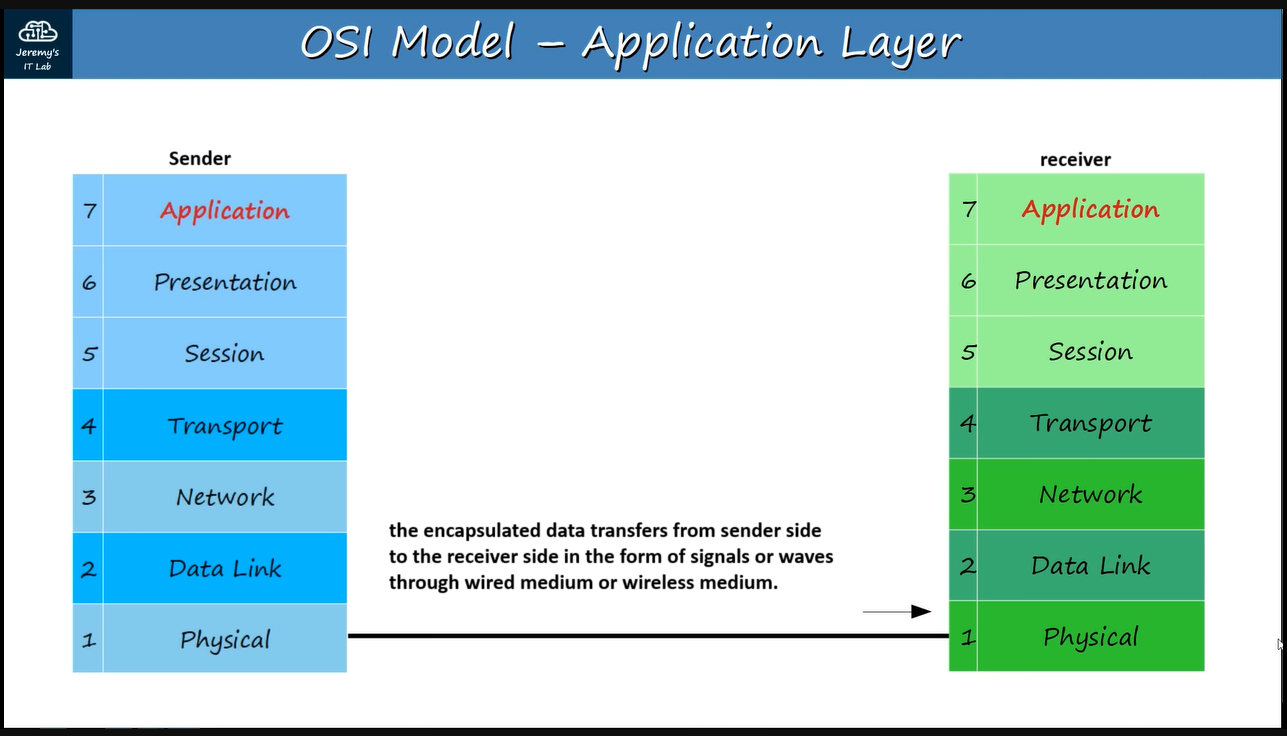 Jeremy's
IT Lab
OSI Model – Application Layer
Sender
7 Application
6 Presentation
5 Session
4 Transport
3 Network
2 Data Link
1 Physical
the encapsulated data transfers from sender side
to the receiver side in the form of signals or waves
through wired medium or wireless medium.
receiver
7 Application
6 Presentation
5 Session
4 Transport
3 Network
2 Data Link
1 Physical